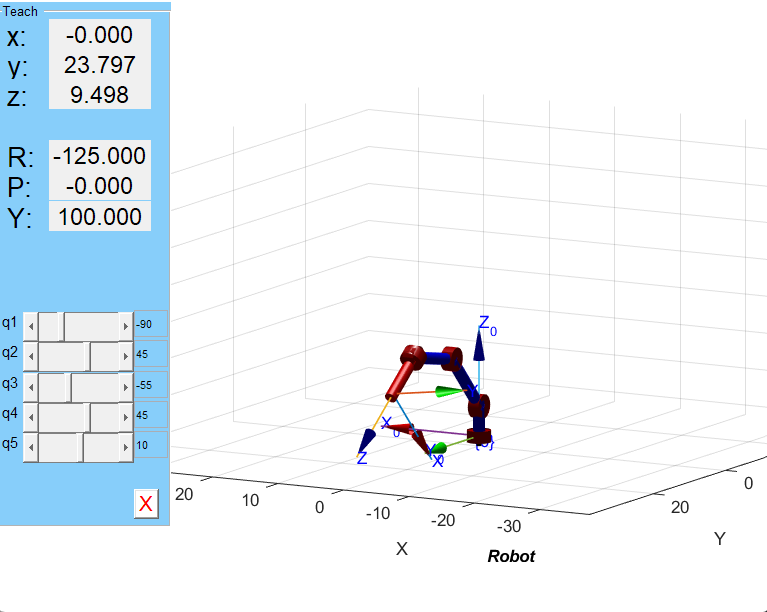 Teach
x: -0.000
y: 23.797
z: 9.498
R: -125.000
P: -0.000
Y: 100.000
q1 -90
q2 45
q3 -55
q4 45
q5 10
X
Z0
X0
Z
X
20 10 0 -10 -20 -30
X
20 0
Y
Robot